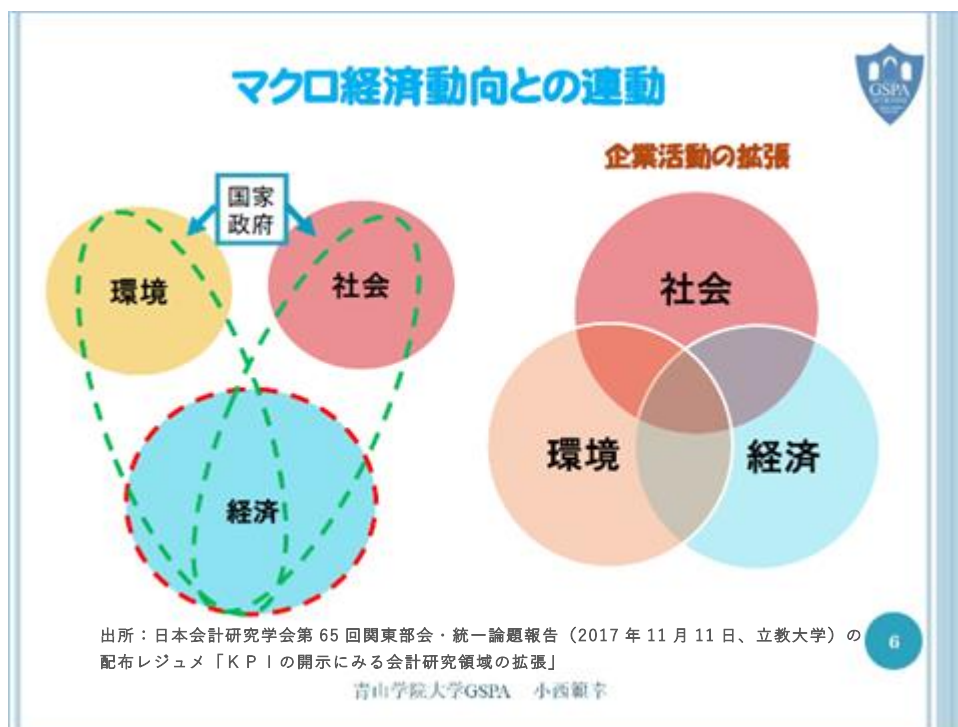 マクロ経済動向との連動
GSPA
企業活動の拡張
国家
政府
環境
社会
経済
社会
環境
経済
出所：日本会計研究学会第 65 回関東部会・統一論題報告（2017 年 11 月 11 日、立教大学）の
配布レジュメ「ＫＰＩの開示にみる会計研究領域の拡張」
6
青山学院大学GSPA 小西範幸